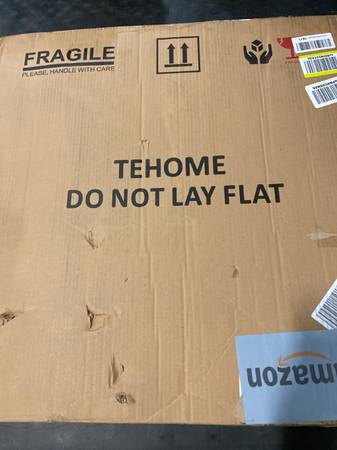 FRAGILE
PLEASE, HANDLE WITH CARE
TEHOME
DO NOT LAY FLAT
amazon